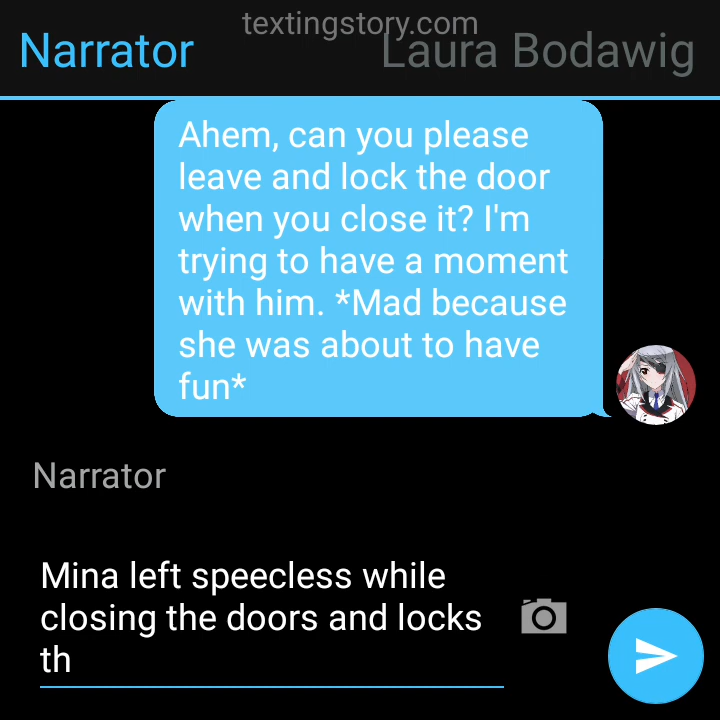 textingstory.com
Narrator Laura Bodawig
Ahem, can you please
leave and lock the door
when you close it? I'm
trying to have a moment
with him. *Mad because
she was about to have
fun*
Narrator
Mina left speecless while
closing the doors and locks
th